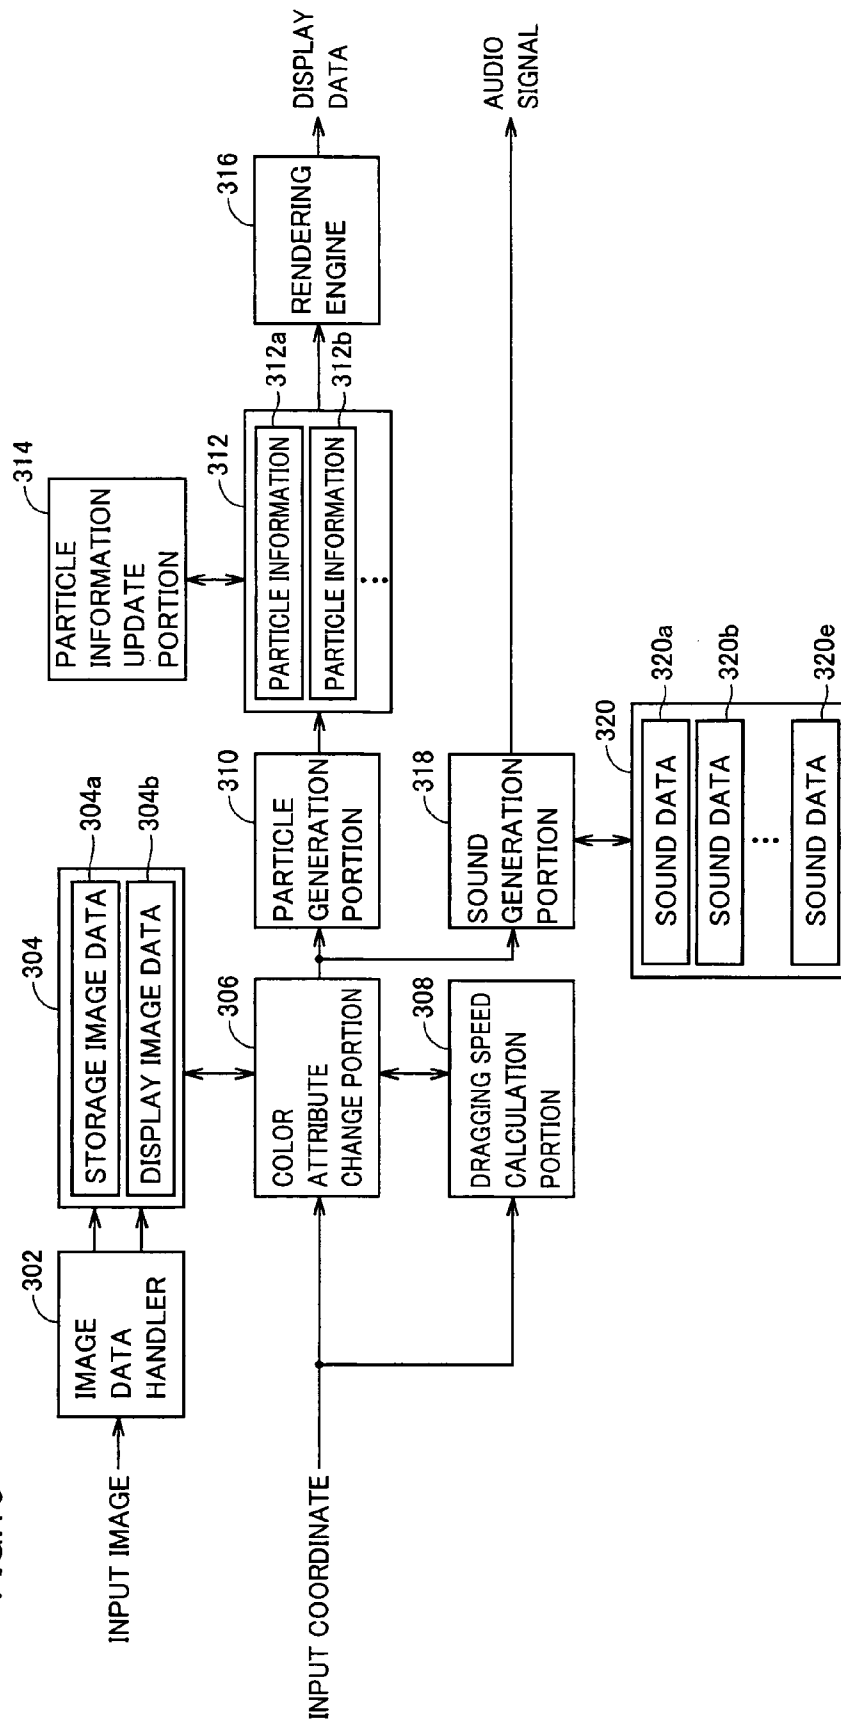 INPUT IMAGE
302
IMAGE
DATA
HANDLER
304
304a
STORAGE IMAGE DATA
304b
DISPLAY IMAGE DATA
314
PARTICLE
INFORMATION
UPDATE
PORTION
INPUT COORDINATE
306
COLOR
ATTRIBUTE
CHANGE PORTION
310
PARTICLE
GENERATION
PORTION
312
312a
PARTICLE INFORMATION
312b
PARTICLE INFORMATION
316
RENDERING
ENGINE
DISPLAY
DATA
308
DRAGGING SPEED
CALCULATION
PORTION
318
SOUND
GENERATION
PORTION
AUDIO
SIGNAL
320
320a
SOUND DATA
320b
SOUND DATA
320e
SOUND DATA